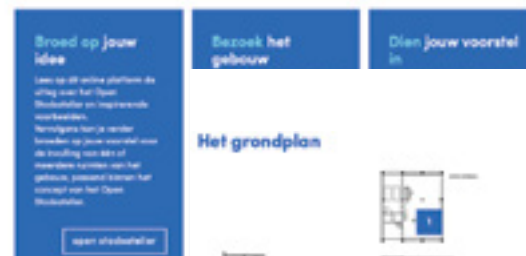 Broed op jouw
idee
Lees op dit online platform de
uitleg over het Open
Stadsatelier en inspirerende
voorbeelden.
Vervolgens kan je verder
broeden op jouw voorstel voor
de invulling van één of
meerdere ruimten van het
gebouw, passend binnen het
concept van het Open
Stadsatelier.
open stadsatelier
Bezoek het
gebouw
Dien jouw voorstel
in
Het grondplan
1